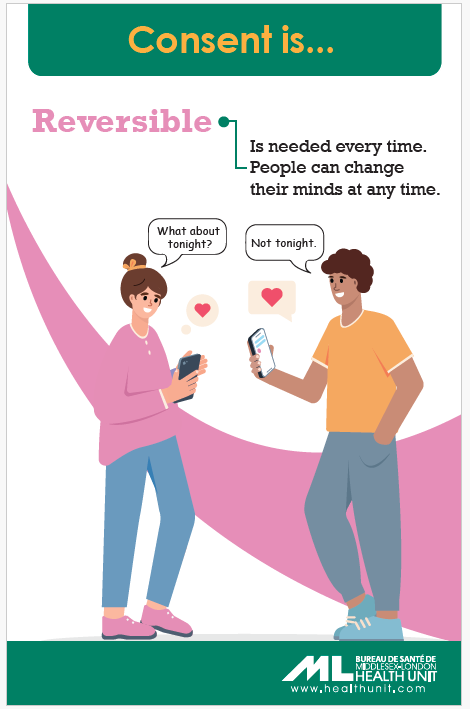 Consent is...
Reversible
Is needed every time.
People can change
their minds at any time.
What about
tonight?
Not tonight.
ML
BUREAU DE SANTÉ DE
MIDDLESEX-LONDON
HEALTH UNIT
www.healthunit.com